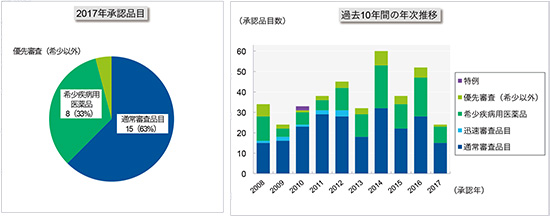 2017年承認品目
優先審査（希少以外）
希少疾病用
医薬品
8（33%）
通常審査品目
15（63%）
過去10年間の年次推移
（承認品目数）
60
50
40
30
20
10
0
2008
2009
2010
2011
2012
2013
2014
2015
2016
2017
（承認年）
特例
優先審査（希少以外）
希少疾病用医薬品
迅速審査品目
通常審査品目